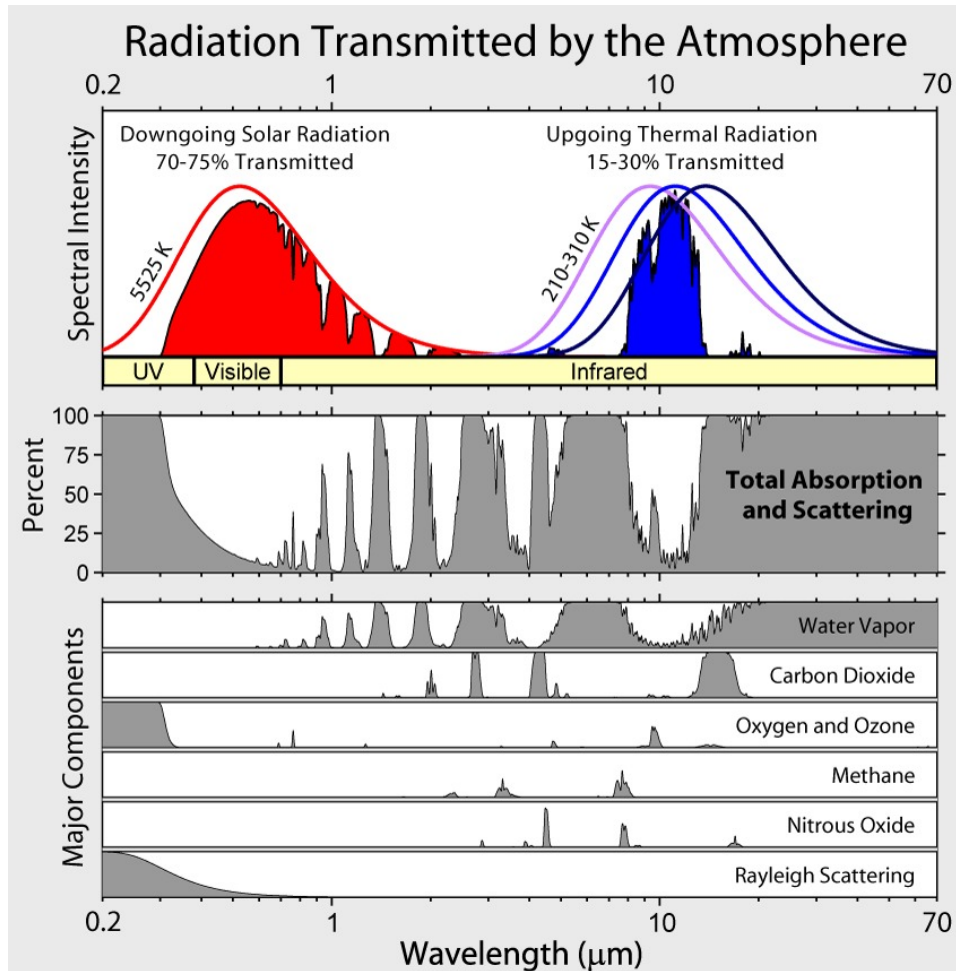 Radiation Transmitted by the Atmosphere
0.2 1 10 70
Spectral Intensity
Downgoing Solar Radiation
70-75% Transmitted
Upgoing Thermal Radiation
15-30% Transmitted
5525 K
210-310 K
UV Visible Infrared
Percent
100
75
50
25
0
Total Absorption
and Scattering
Major Components
Water Vapor
Carbon Dioxide
Oxygen and Ozone
Methane
Nitrous Oxide
Rayleigh Scattering
0.2 1 10 70
Wavelength (μm)